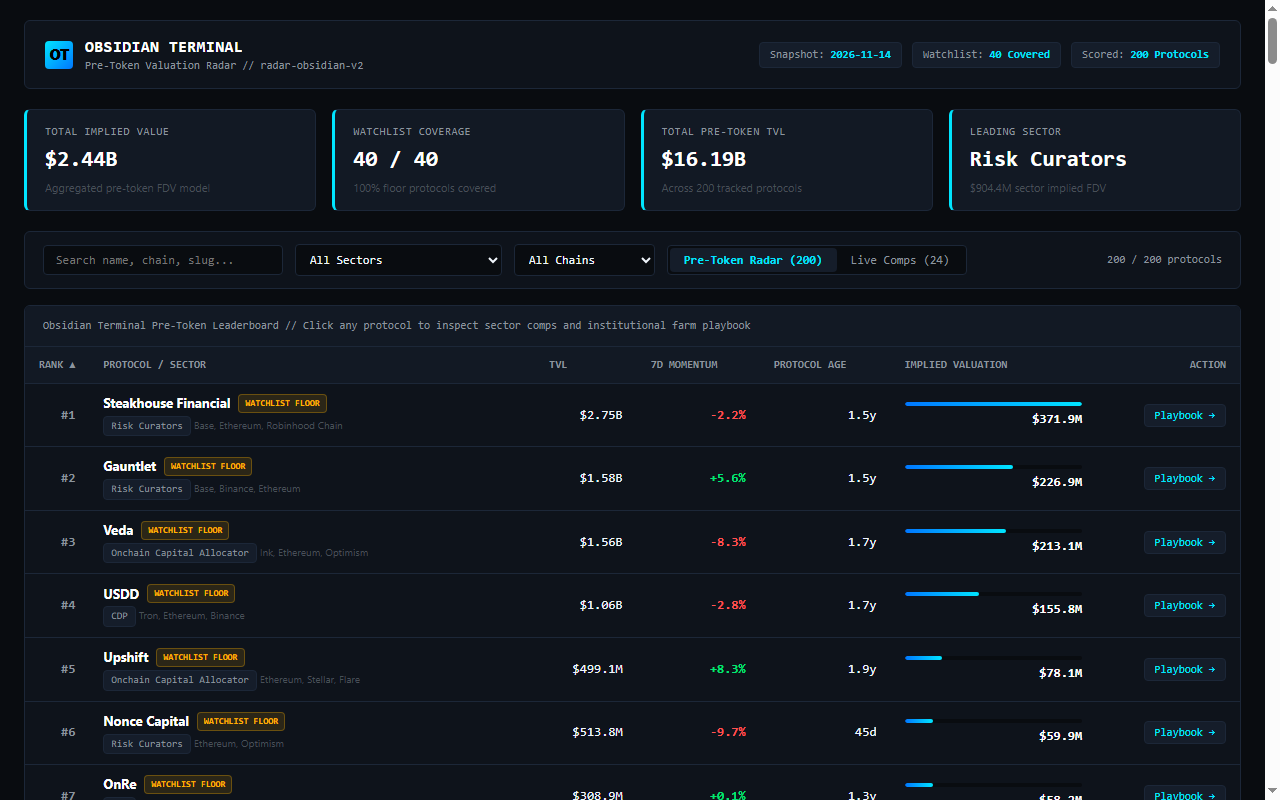 OT
OBSIDIAN TERMINAL
Pre-Token Valuation Radar // radar-obsidian-v2
Snapshot: 2026-11-14
Watchlist: 40 Covered
Scored: 200 Protocols
TOTAL IMPLIED VALUE
$2.44B
Aggregated pre-token FDV model
WATCHLIST COVERAGE
40 / 40
100% floor protocols covered
TOTAL PRE-TOKEN TVL
$16.19B
Across 200 tracked protocols
LEADING SECTOR
Risk Curators
$904.4M sector implied FDV
Search name, chain, slug...
All Sectors
All Chains
Pre-Token Radar (200)
Live Comps (24)
200 / 200 protocols
Obsidian Terminal Pre-Token Leaderboard // Click any protocol to inspect sector comps and institutional farm playbook
RANK ▲ PROTOCOL / SECTOR TVL 7D MOMENTUM PROTOCOL AGE IMPLIED VALUATION ACTION
#1 Steakhouse Financial WATCHLIST FLOOR
Risk Curators Base, Ethereum, Robinhood Chain
$2.75B -2.2% 1.5y $371.9M Playbook →
#2 Gauntlet WATCHLIST FLOOR
Risk Curators Base, Binance, Ethereum
$1.58B +5.6% 1.5y $226.9M Playbook →
#3 Veda WATCHLIST FLOOR
Onchain Capital Allocator Ink, Ethereum, Optimism
$1.56B -8.3% 1.7y $213.1M Playbook →
#4 USDD WATCHLIST FLOOR
CDP Tron, Ethereum, Binance
$1.06B -2.8% 1.7y $155.8M Playbook →
#5 Upshift WATCHLIST FLOOR
Onchain Capital Allocator Ethereum, Stellar, Flare
$499.1M +8.3% 1.9y $78.1M Playbook →
#6 Nonce Capital WATCHLIST FLOOR
Risk Curators Ethereum, Optimism
$513.8M -9.7% 45d $59.9M Playbook →
#7 OnRe WATCHLIST FLOOR
$308.9M +0.1% 1.3y $58.2M Playbook →